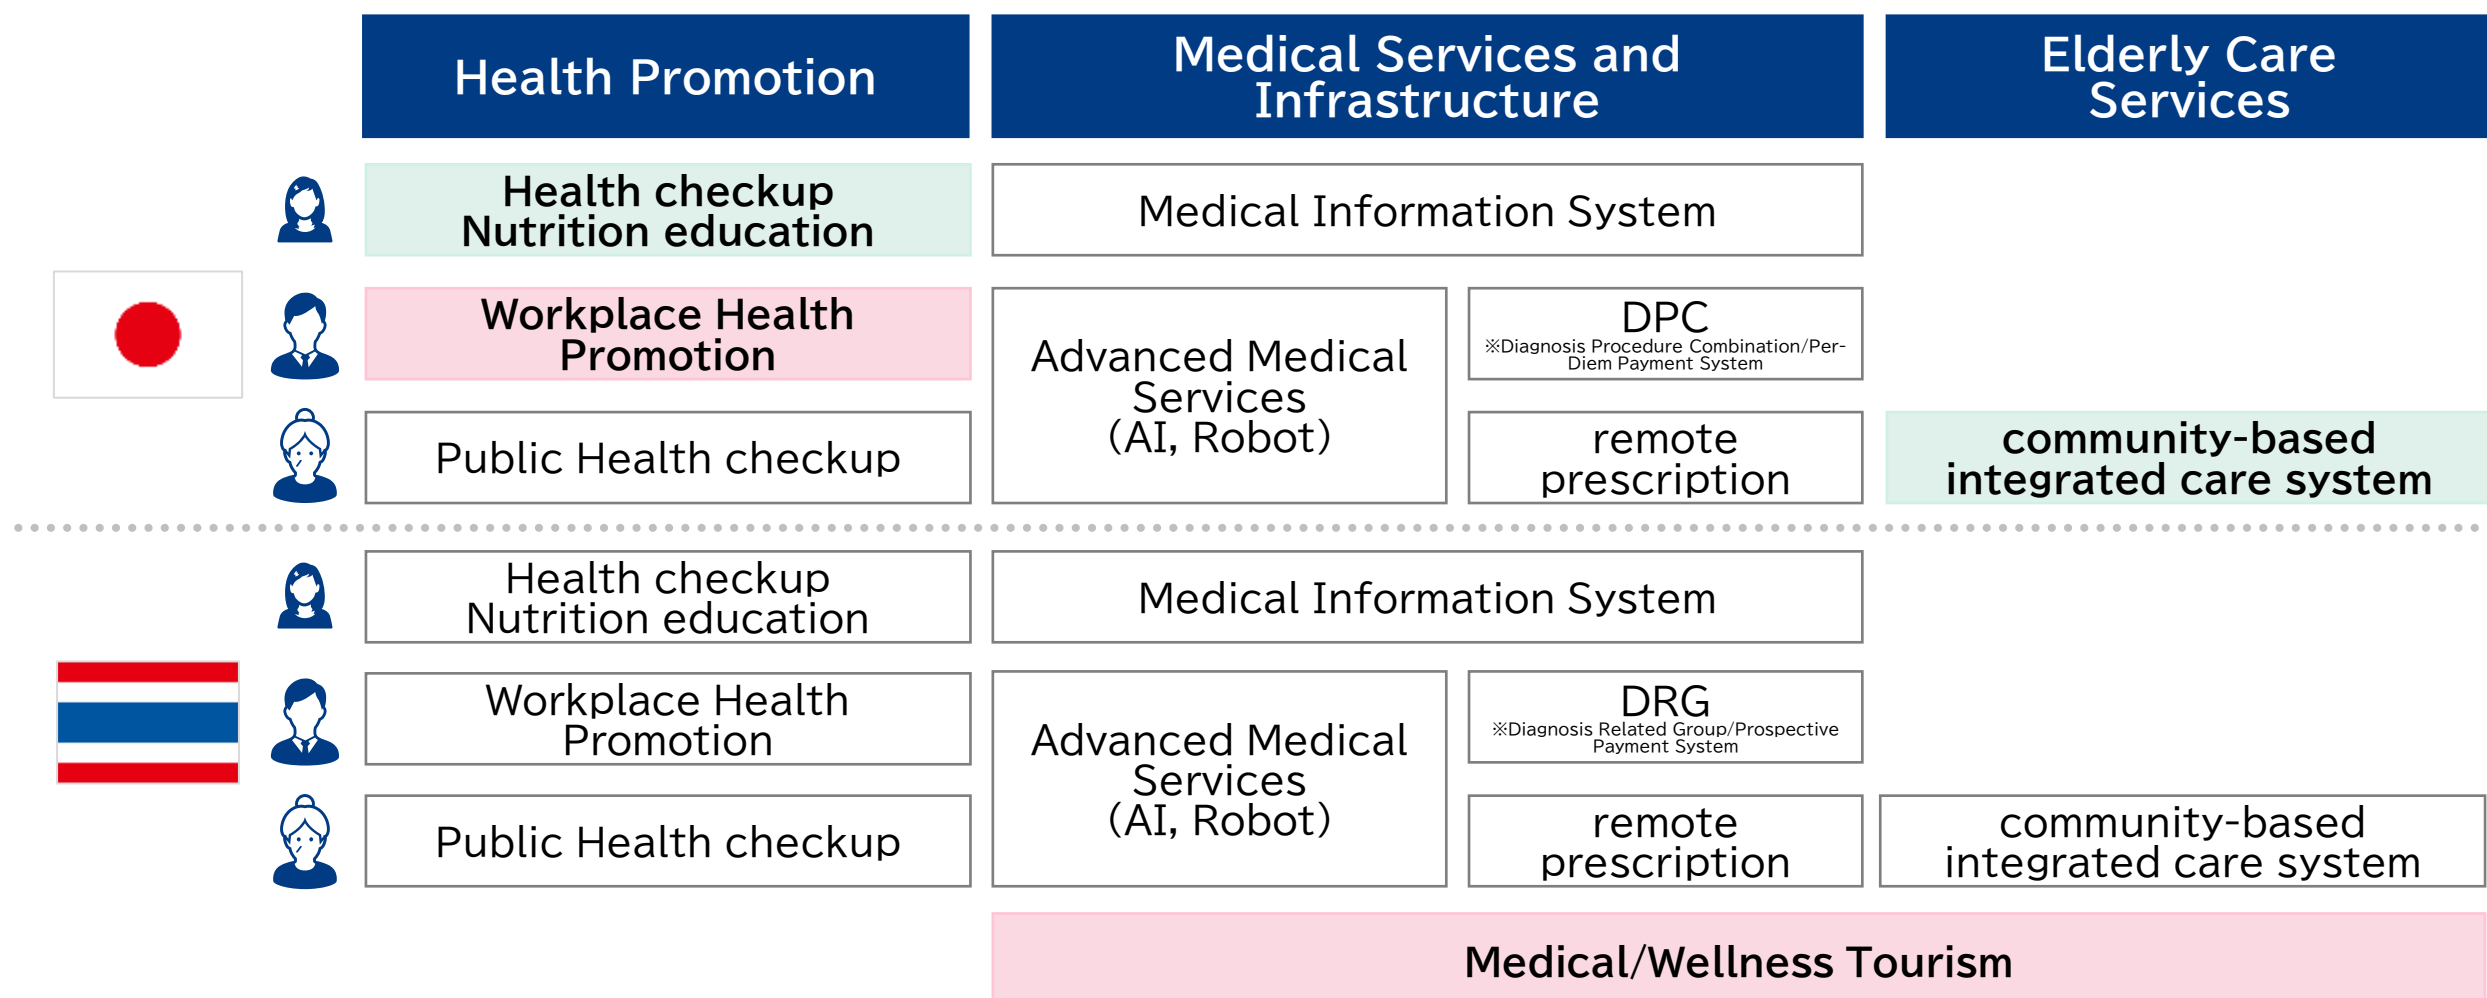 Health Promotion
Medical Services and
Infrastructure
Elderly Care
Services
Health checkup
Nutrition education
Medical Information System
Workplace Health
Promotion
Advanced Medical
Services
(AI, Robot)
DPC
※Diagnosis Procedure Combination/Per-
Diem Payment System
Public Health checkup
remote
prescription
community-based
integrated care system
Health checkup
Nutrition education
Medical Information System
Workplace Health
Promotion
Advanced Medical
Services
(AI, Robot)
DRG
※Diagnosis Related Group/Prospective
Payment System
Public Health checkup
remote
prescription
community-based
integrated care system
Medical/Wellness Tourism